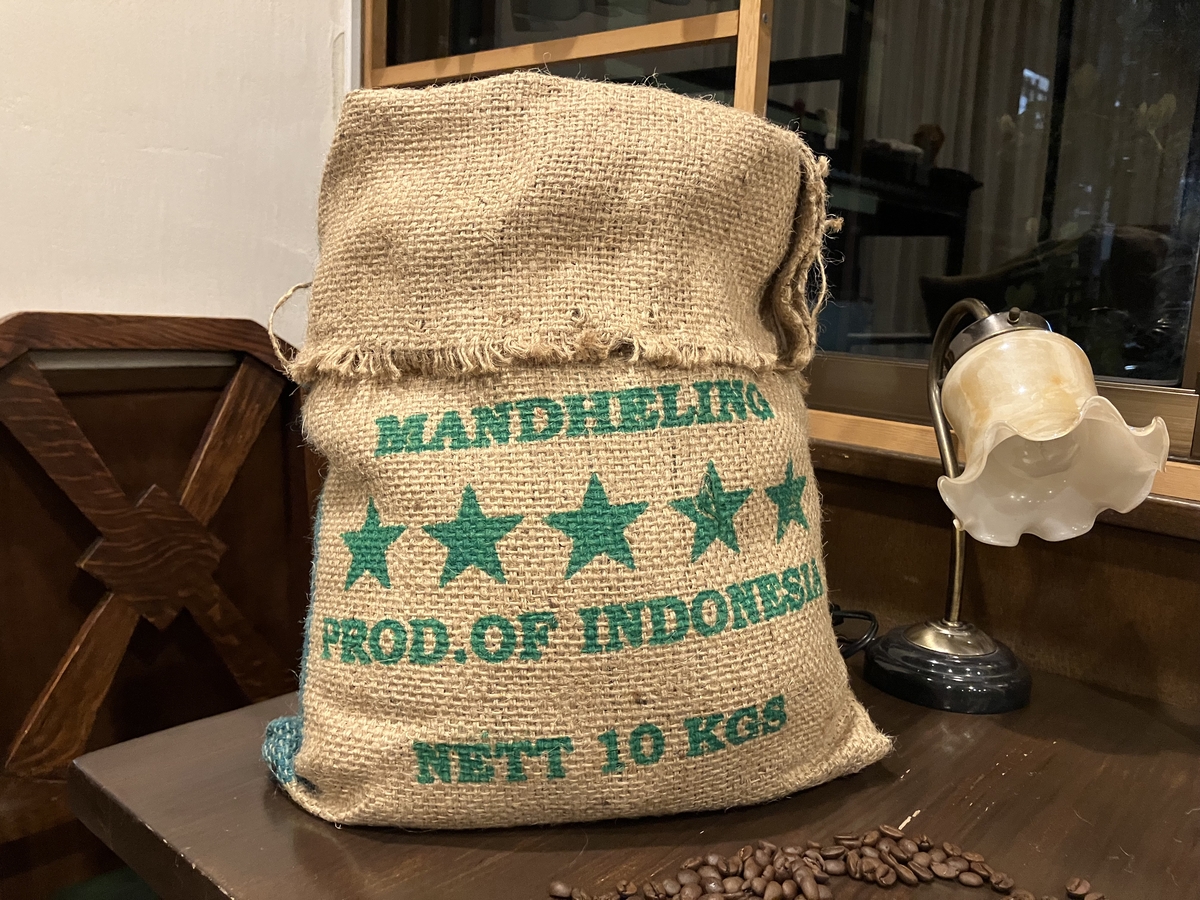 MANDHELING
PROD.OF INDONESIA
NETT 10 KGS